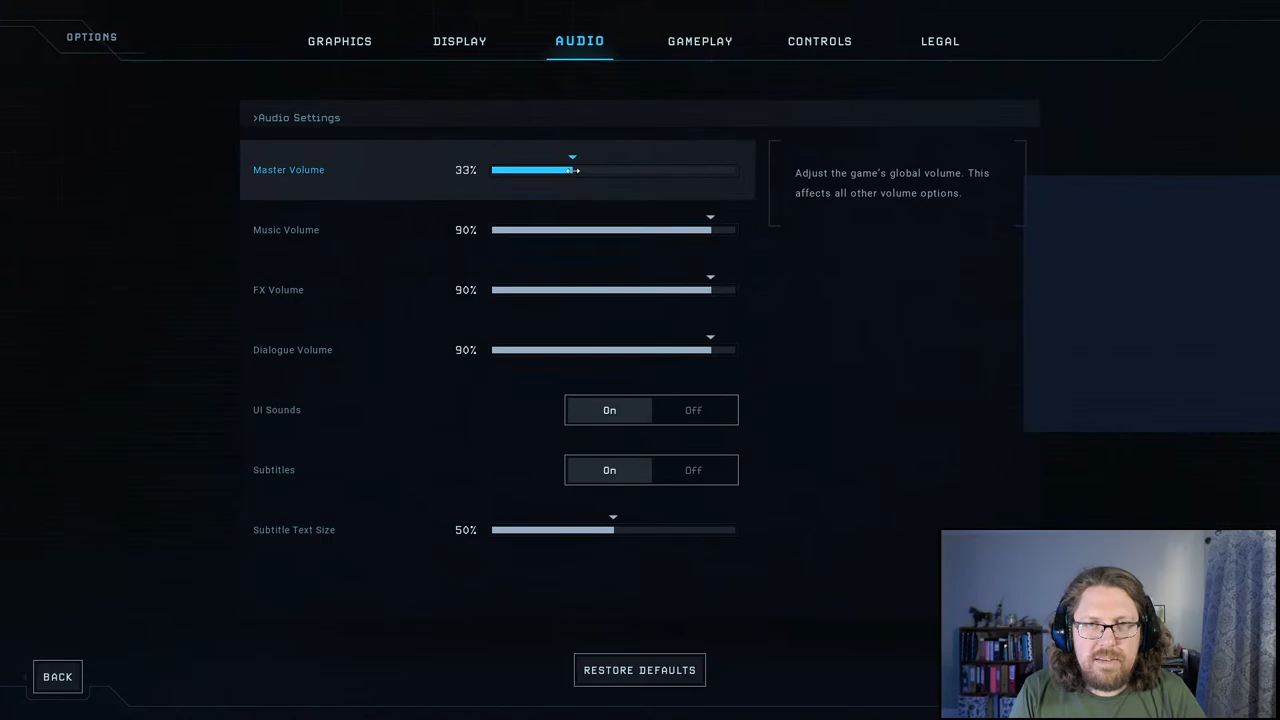 OPTIONS
GRAPHICS DISPLAY AUDIO GAMEPLAY CONTROLS LEGAL
>Audio Settings
Master Volume 33%
Adjust the game's global volume. This
affects all other volume options.
Music Volume 90%
FX Volume 90%
Dialogue Volume 90%
UI Sounds On Off
Subtitles On Off
Subtitle Text Size 50%
BACK
RESTORE DEFAULTS